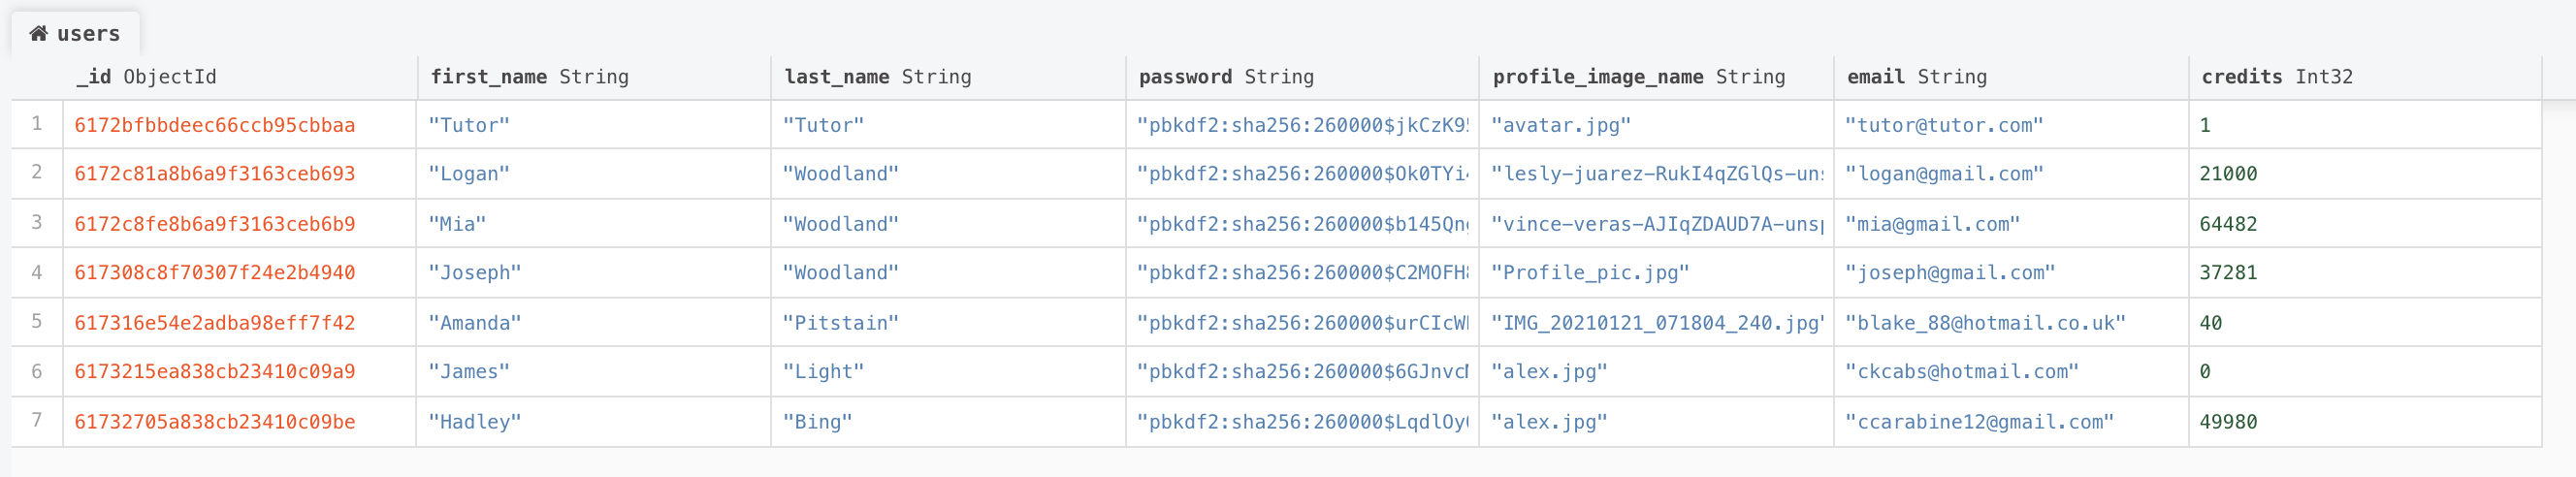 users
_id ObjectId first_name String last_name String password String profile_image_name String email String credits Int32
1 6172bfbbdeec66ccb95cbbaa "Tutor" "Tutor" "pbkdf2:sha256:260000$jkCzK9 "avatar.jpg" "tutor@tutor.com" 1
2 6172c81a8b6a9f3163ceb693 "Logan" "Woodland" "pbkdf2:sha256:260000$Ok0TYi "lesly-juarez-RukI4qZGlQs-uns "logan@gmail.com" 21000
3 6172c8fe8b6a9f3163ceb6b9 "Mia" "Woodland" "pbkdf2:sha256:260000$b145Qn "vince-veras-AJIqZDAUD7A-unsp "mia@gmail.com" 64482
4 617308c8f70307f24e2b4940 "Joseph" "Woodland" "pbkdf2:sha256:260000$C2MOFH "Profile_pic.jpg" "joseph@gmail.com" 37281
5 617316e54e2adba98eff7f42 "Amanda" "Pitstain" "pbkdf2:sha256:260000$urCIcW "IMG_20210121_071804_240.jpg" "blake_88@hotmail.co.uk" 40
6 6173215ea838cb23410c09a9 "James" "Light" "pbkdf2:sha256:260000$6GJnvc "alex.jpg" "ckcabs@hotmail.com" 0
7 61732705a838cb23410c09be "Hadley" "Bing" "pbkdf2:sha256:260000$LqdlOy "alex.jpg" "ccarabine12@gmail.com" 49980